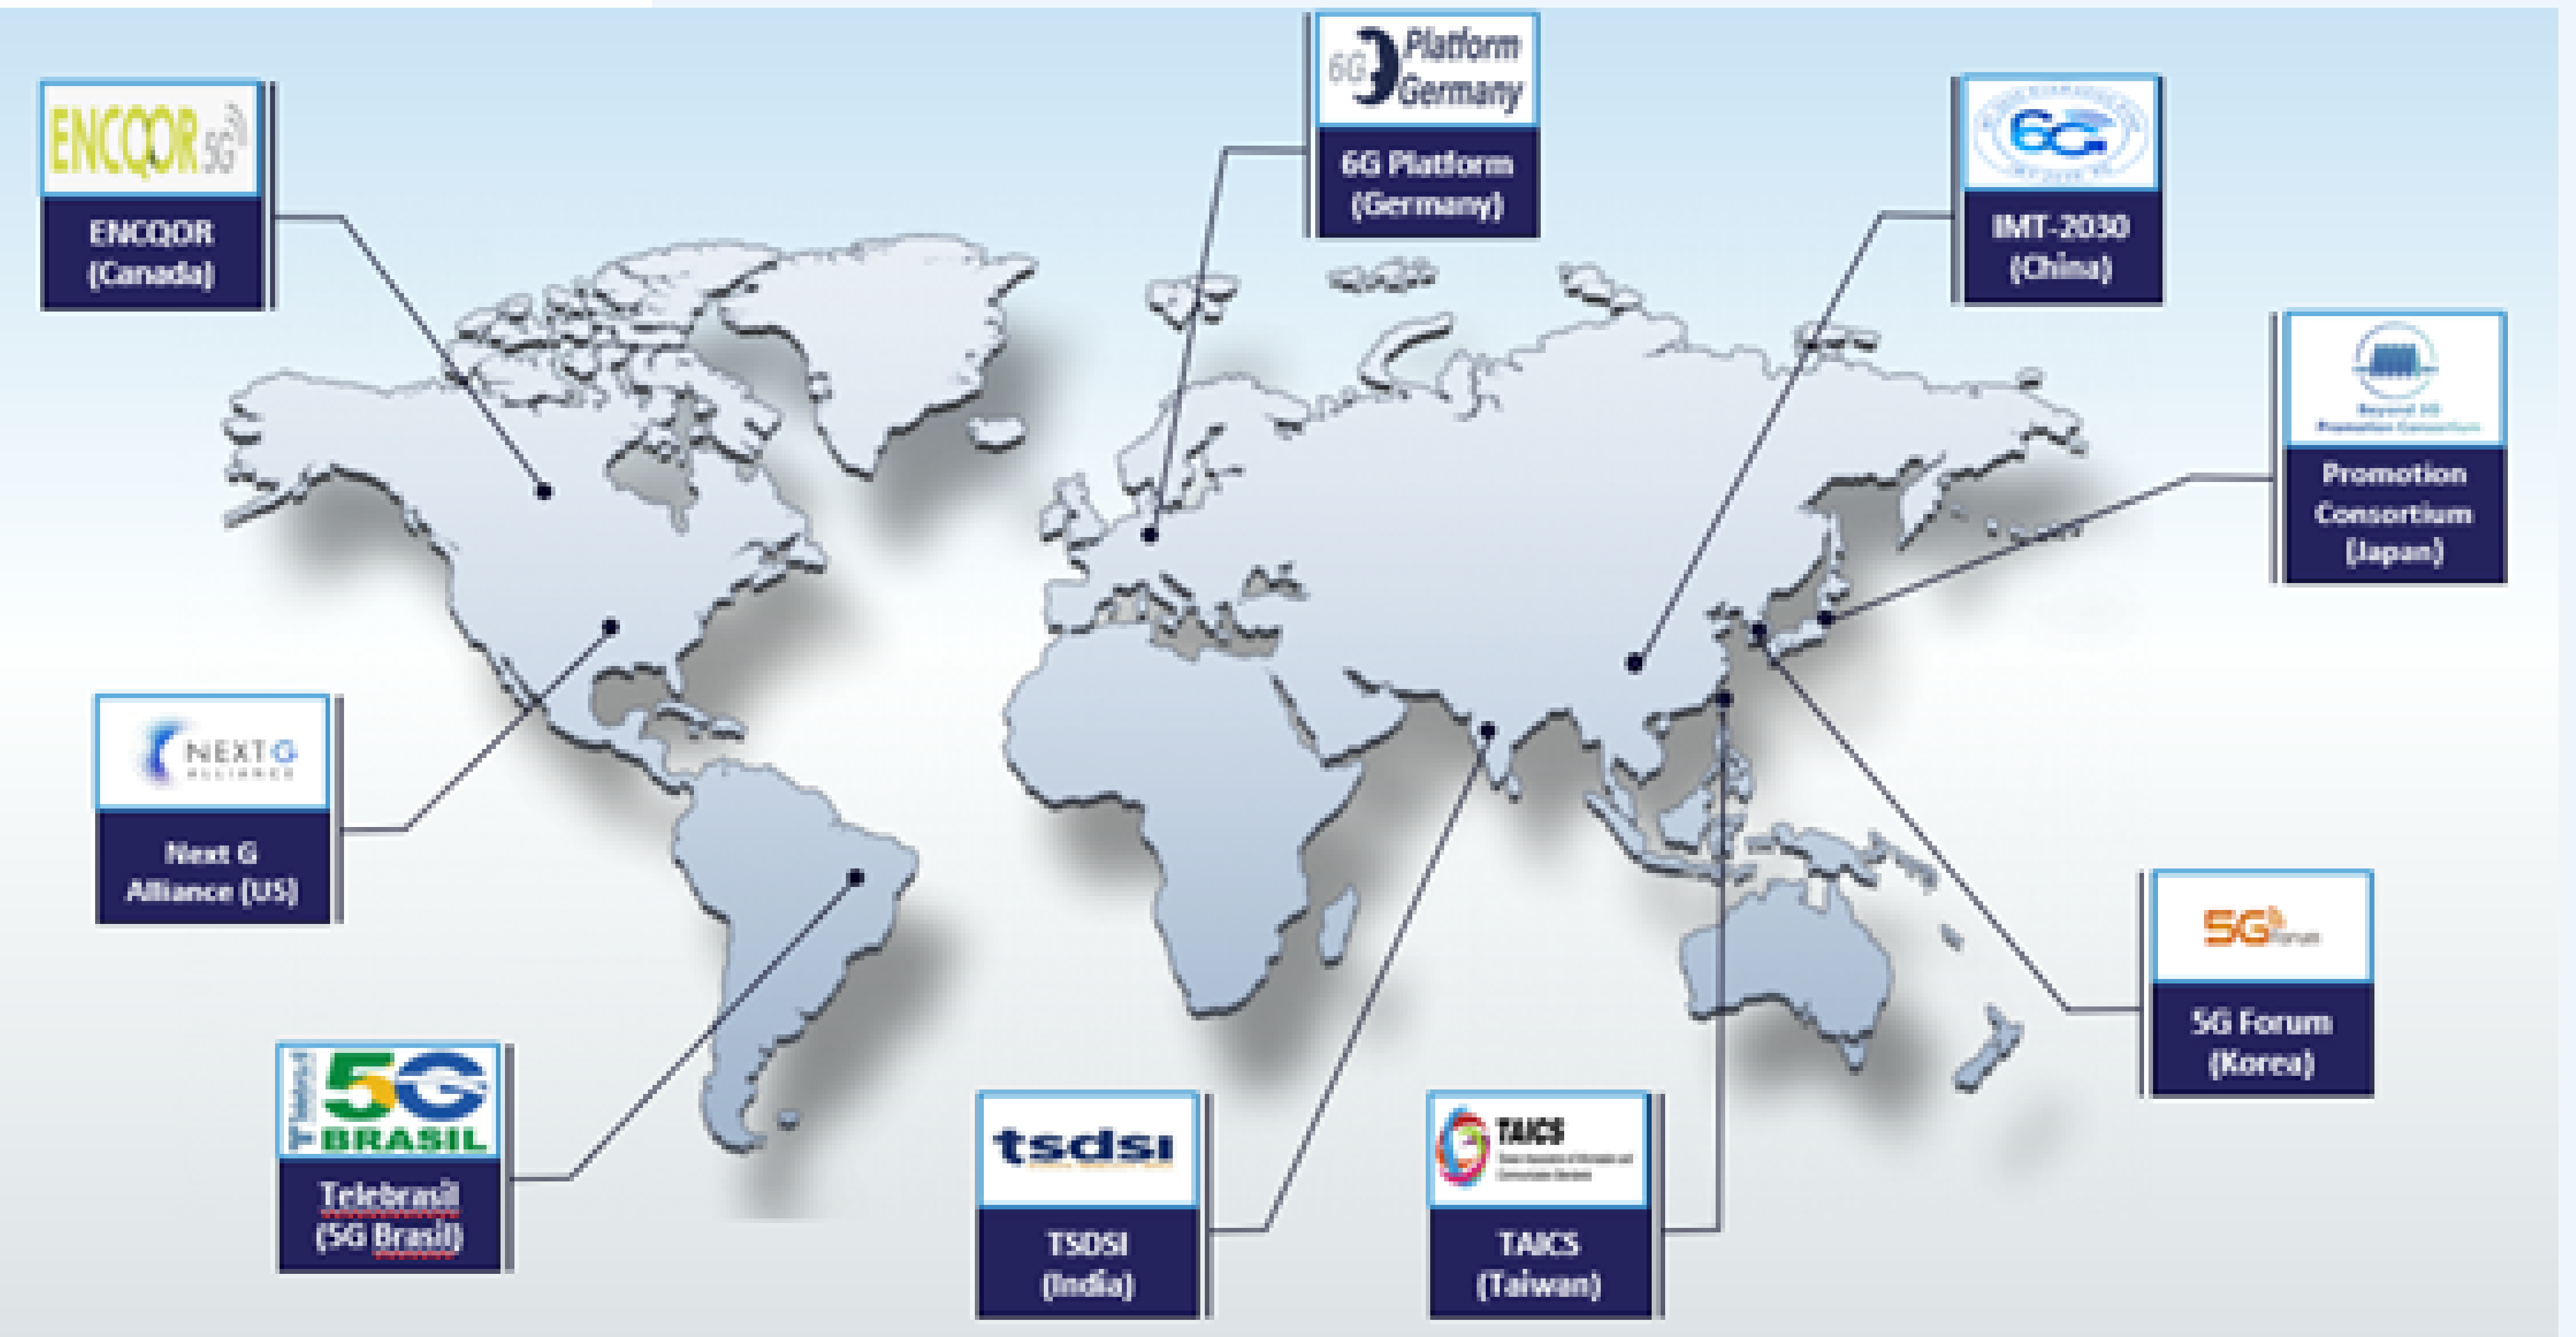 ENCQOR 5G
ENCQOR
(Canada)
6G Platform
Germany
6G Platform
(Germany)
6G
IMT-2030
(China)
Beyond 5G
Promotion Consortium
Promotion
Consortium
(Japan)
NEXT G
ALLIANCE
Next G
Alliance (US)
5G
BRASIL
Telebrasil
(5G Brasil)
tsdsi
TSDSI
(India)
TAICS
TAICS
(Taiwan)
5G Forum
5G Forum
(Korea)